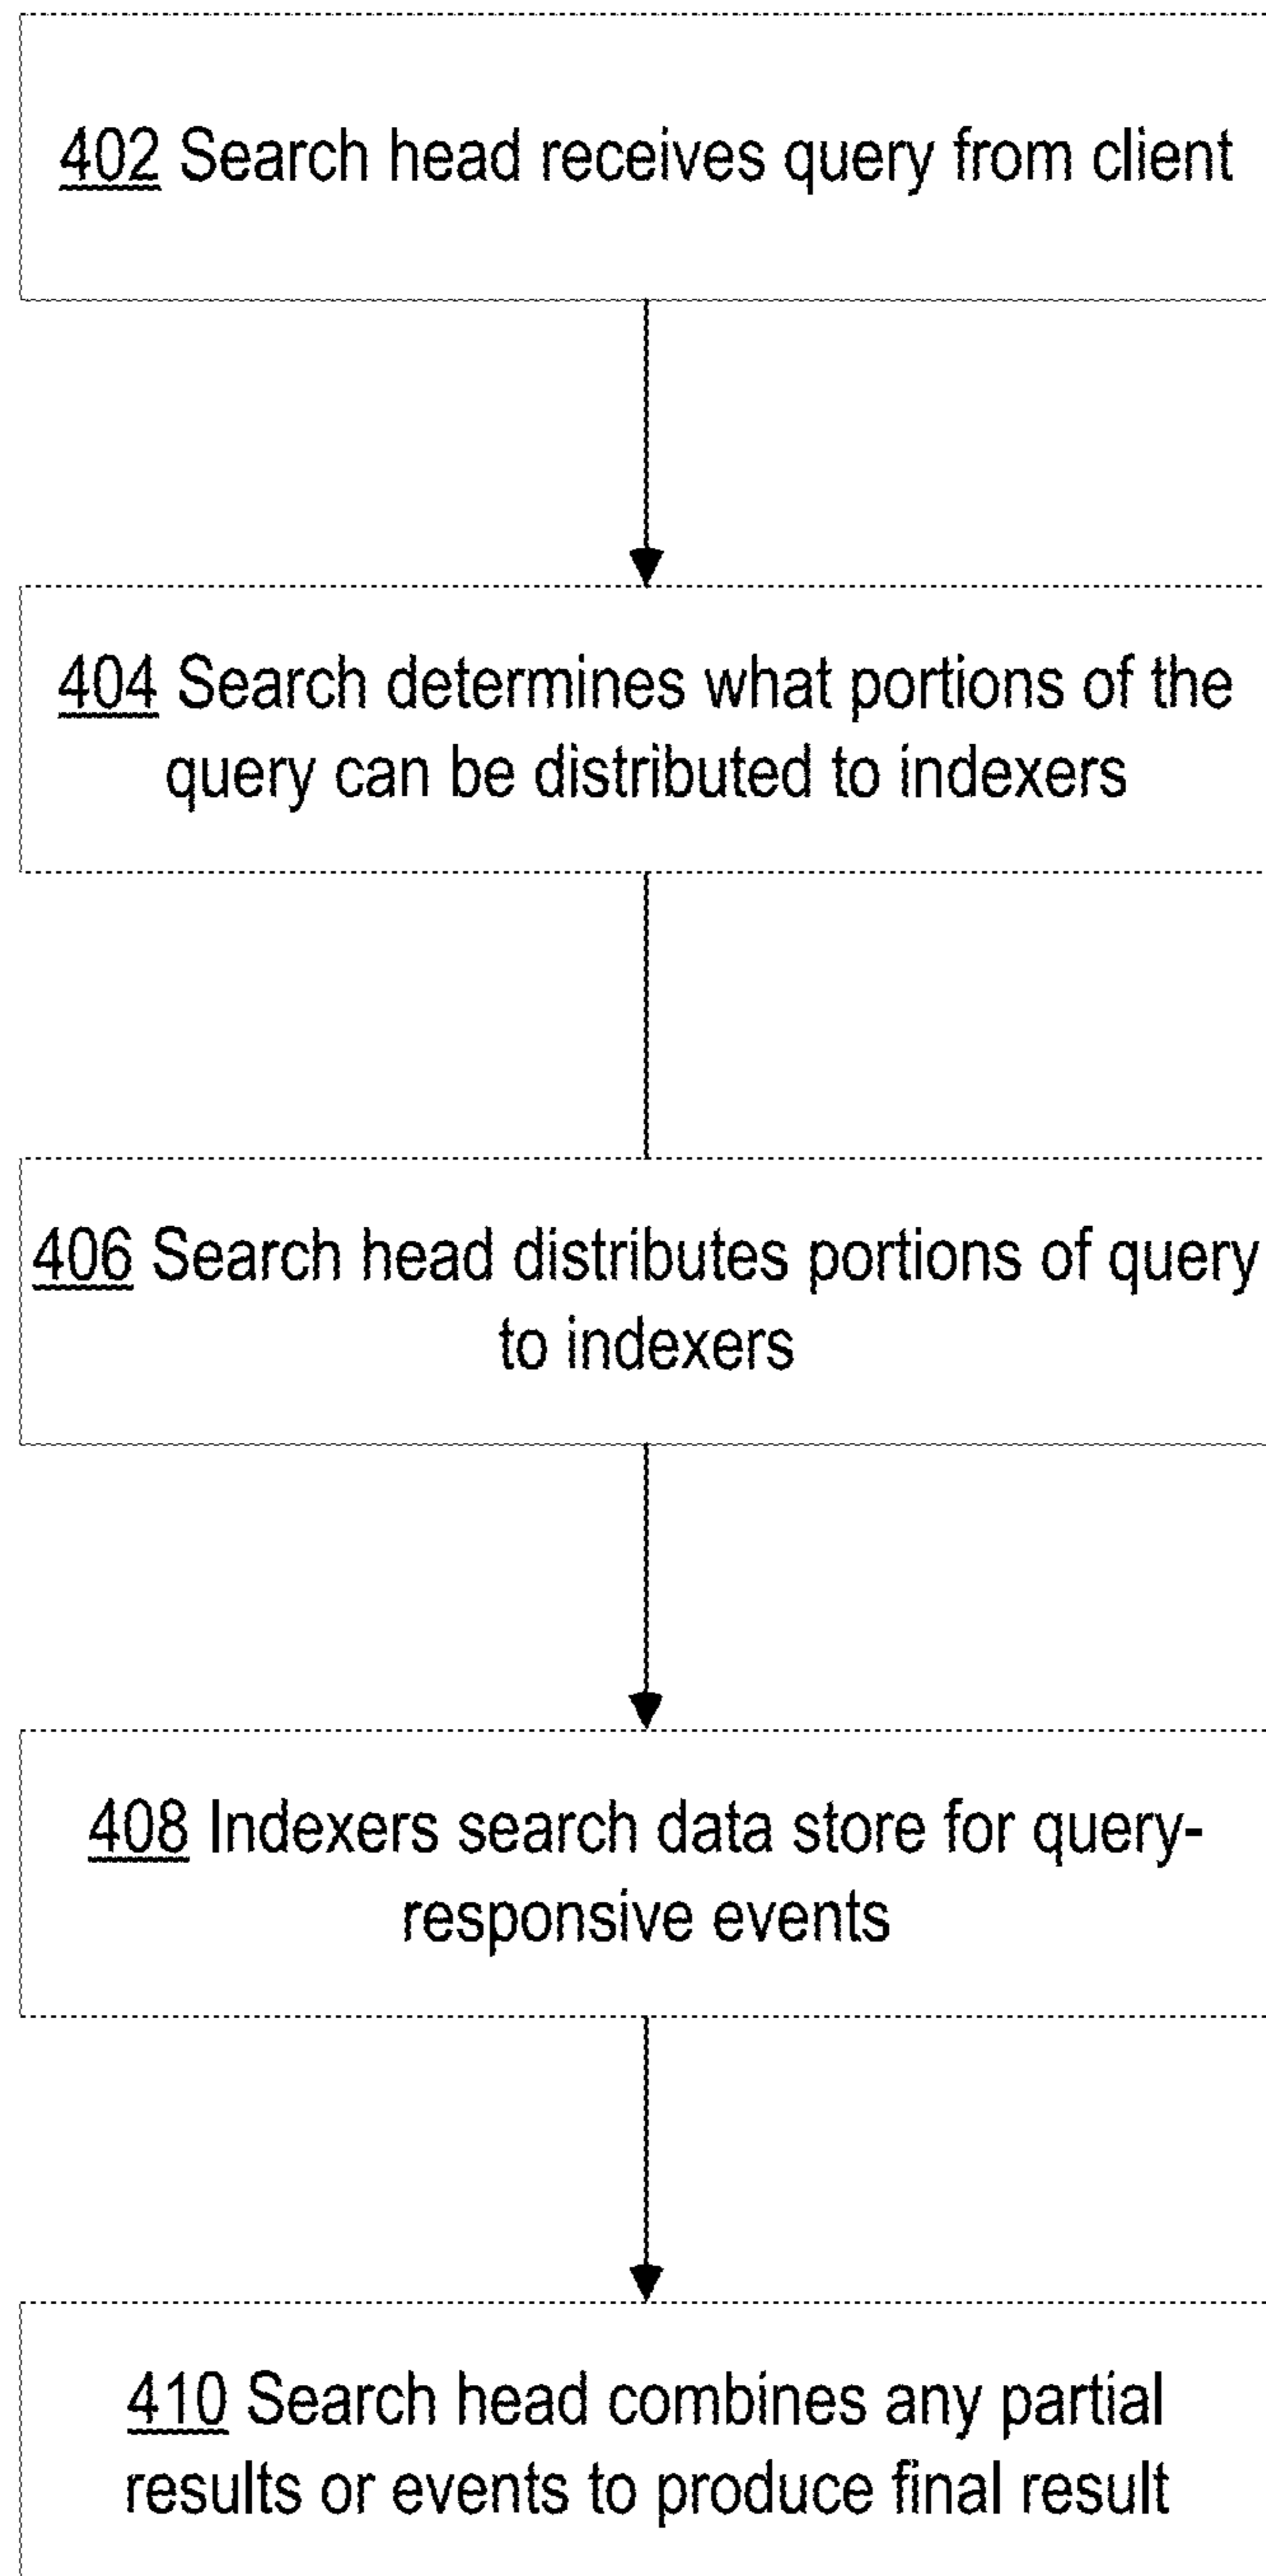 402 Search head receives query from client
404 Search determines what portions of the
query can be distributed to indexers
406 Search head distributes portions of query
to indexers
408 Indexers search data store for query-
responsive events
410 Search head combines any partial
results or events to produce final result